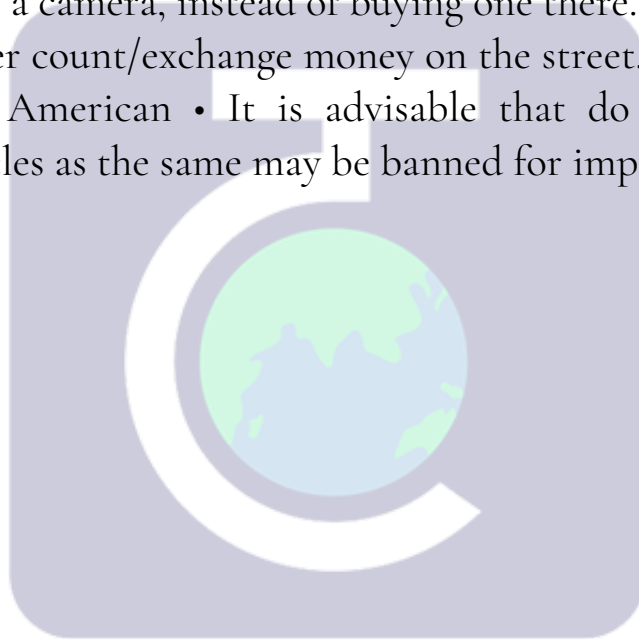 a camera, instead of buying one there.
er count/exchange money on the street.
American • It is advisable that do
les as the same may be banned for imp